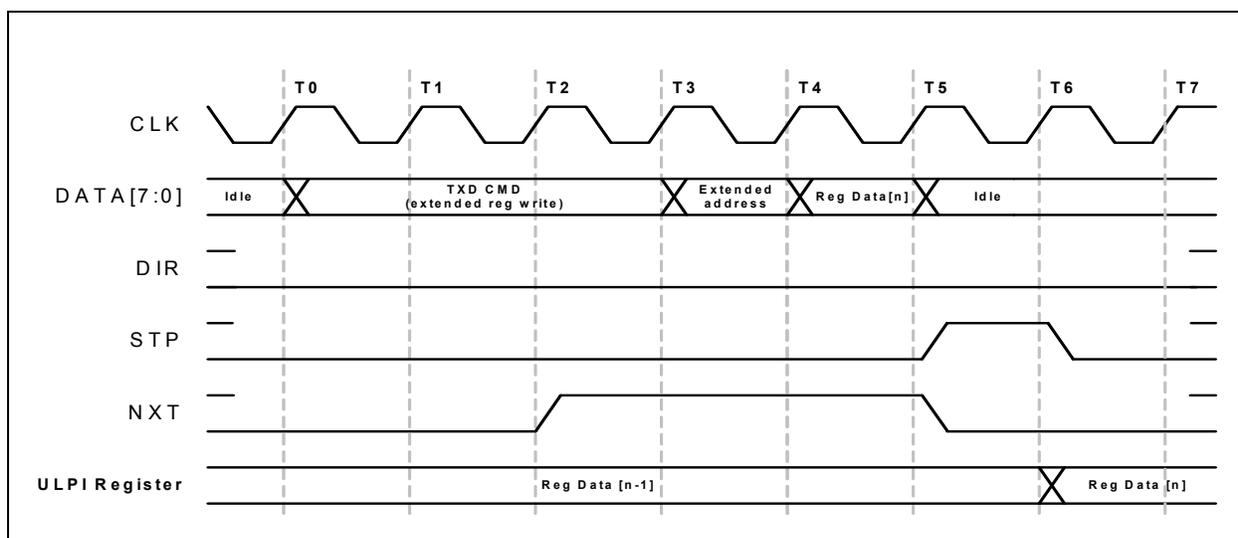 T0 T1 T2 T3 T4 T5 T6 T7
CLK
DATA[7:0] Idle TXD CMD (extended reg write) Extended address Reg Data[n] Idle
DIR
STP
NXT
ULPI Register Reg Data [n-1] Reg Data [n]